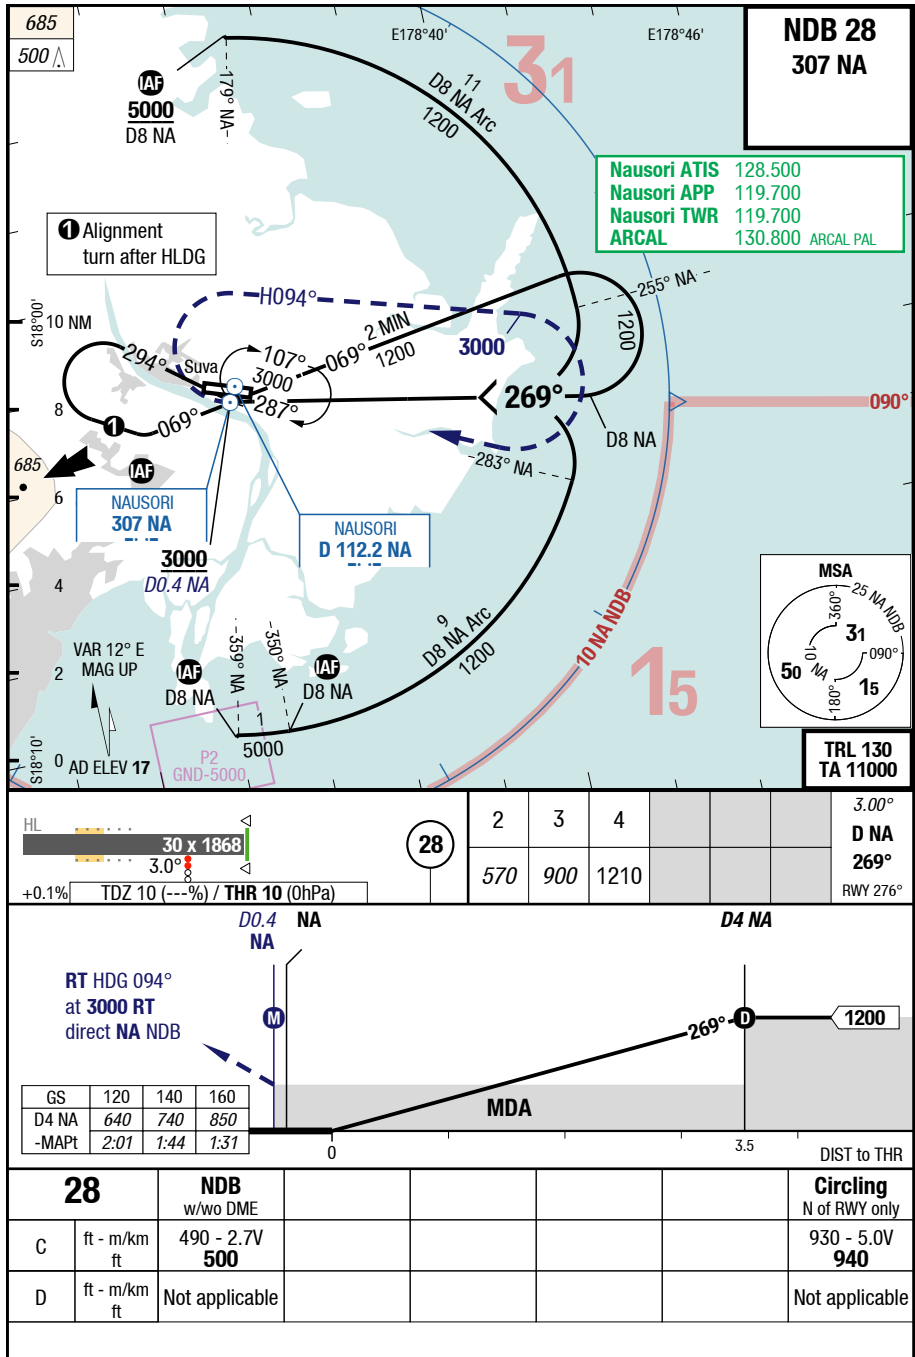 685
500
E178°40'
E178°46'
NDB 28
307 NA
31
IAF
5000
D8 NA
179° NA
11
D8 NA Arc
1200
Nausori ATIS 128.500
Nausori APP 119.700
Nausori TWR 119.700
ARCAL 130.800 ARCAL PAL
1 Alignment
turn after HLDG
S18°00'
10 NM
H094°
255° NA
2 MIN
069°
1200
3000
1200
294°
Suva
107°
3000
287°
269°
090°
8
1
069°
D8 NA
685
IAF
283° NA
6
NAUSORI
307 NA
NAUSORI
D 112.2 NA
3000
D0.4 NA
4
MSA
25 NA NDB
360°
31
10 NA
090°
50
15
180°
10 NA NDB
9
D8 NA Arc
1200
VAR 12° E
MAG UP
2
IAF
D8 NA
359° NA
350° NA
IAF
D8 NA
15
1
5000
P2
GND-5000
S18°10'
0
AD ELEV 17
TRL 130
TA 11000
HL
30 x 1868
3.0°
+0.1%
TDZ 10 (---%) / THR 10 (0hPa)
28
2 3 4
570 900 1210
3.00°
D NA
269°
RWY 276°
D0.4
NA
NA
D4 NA
RT HDG 094°
at 3000 RT
direct NA NDB
M
269°
D
1200
MDA
GS 120 140 160
D4 NA 640 740 850
-MAPt 2:01 1:44 1:31
0
3.5
DIST to THR
28
NDB
w/wo DME
Circling
N of RWY only
C
ft - m/km
ft
490 - 2.7V
500
930 - 5.0V
940
D
ft - m/km
ft
Not applicable
Not applicable